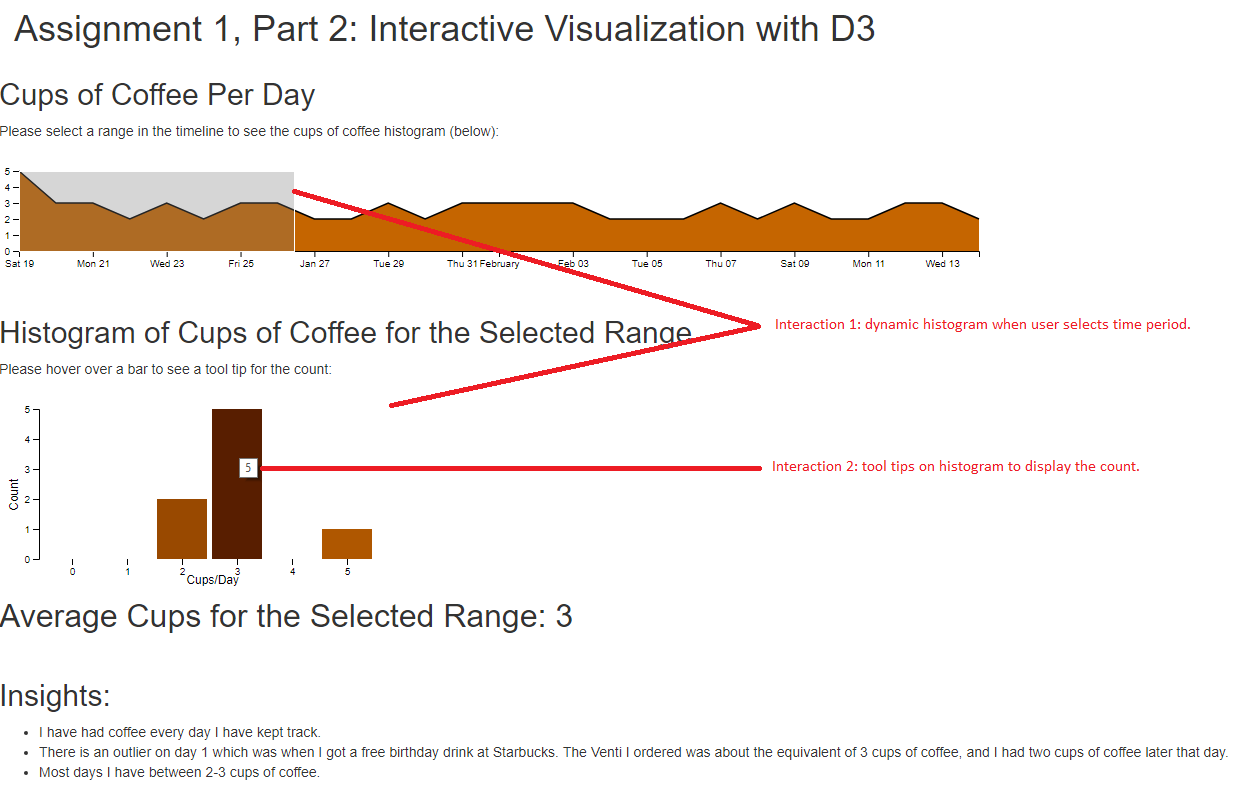 Assignment 1, Part 2: Interactive Visualization with D3
Cups of Coffee Per Day
Please select a range in the timeline to see the cups of coffee histogram (below):
5
4
3
2
1
0
Sat 19 Mon 21 Wed 23 Fri 25 Jan 27 Tue 29 Thu 31 February Feb 03 Tue 05 Thu 07 Sat 09 Mon 11 Wed 13
Interaction 1: dynamic histogram when user selects time period.
Histogram of Cups of Coffee for the Selected Range
Please hover over a bar to see a tool tip for the count:
5
4
3
2
1
0
Count
5
Interaction 2: tool tips on histogram to display the count.
0 1 2 3 4 5
Cups/Day
Average Cups for the Selected Range: 3
Insights:
• I have had coffee every day I have kept track.
• There is an outlier on day 1 which was when I got a free birthday drink at Starbucks. The Venti I ordered was about the equivalent of 3 cups of coffee, and I had two cups of coffee later that day.
• Most days I have between 2-3 cups of coffee.